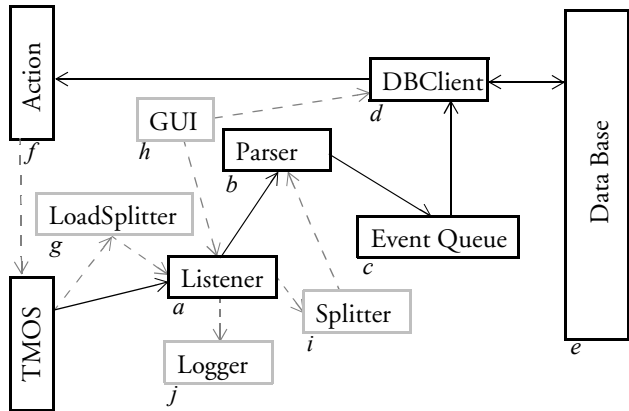 Action
DBClient
Data Base
GUI
d
f
h
Parser
b
LoadSplitter
g
Event Queue
c
Listener
a
TMOS
Splitter
i
e
Logger
j